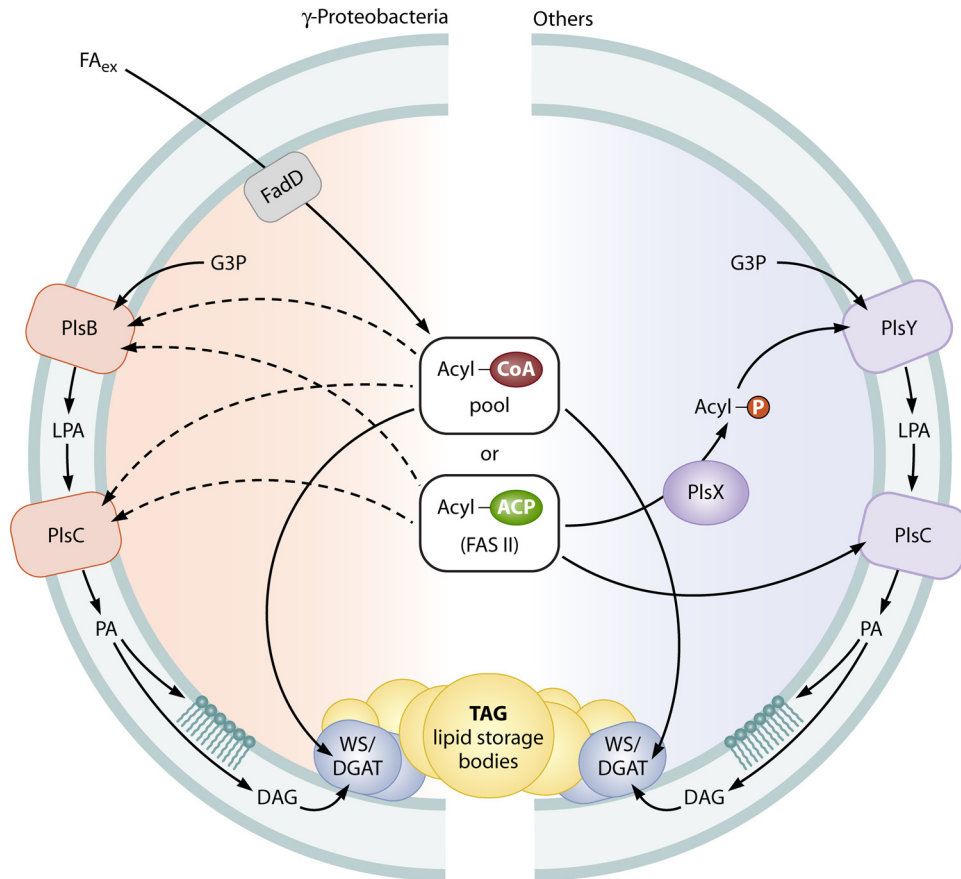 γ-Proteobacteria
Others
FAex
FadD
G3P
G3P
PlsB
PlsY
Acyl CoA
pool
Acyl P
LPA
LPA
or
PlsX
Acyl ACP
(FAS II)
PlsC
PlsC
PA
PA
TAG
lipid storage
bodies
WS/
DGAT
WS/
DGAT
DAG
DAG